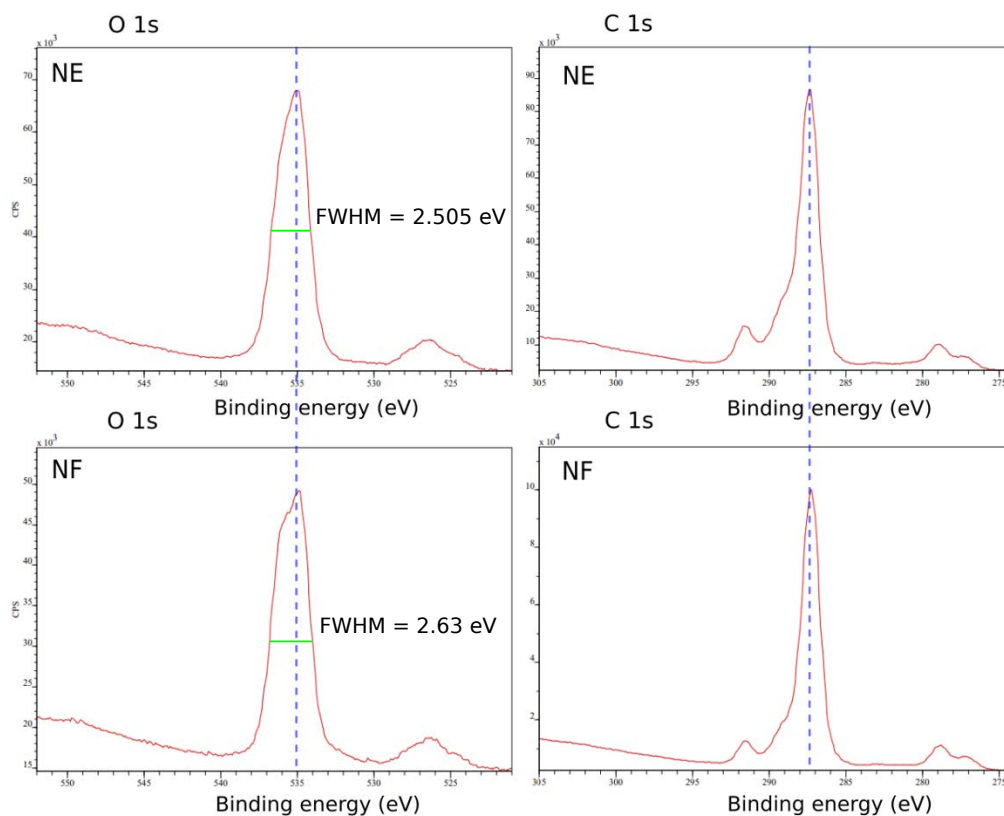 O 1s
x 10³
NE
70
60
50
40
30
20
CPS
FWHM = 2.505 eV
550 545 540 535 530 525
Binding energy (eV)
C 1s
x 10³
NE
90
80
70
60
50
40
30
20
10
305 300 295 290 285 280 275
Binding energy (eV)
O 1s
x 10³
NF
50
45
40
35
30
25
20
15
CPS
FWHM = 2.63 eV
550 545 540 535 530 525
Binding energy (eV)
C 1s
x 10⁴
NF
10
8
6
4
2
305 300 295 290 285 280 275
Binding energy (eV)